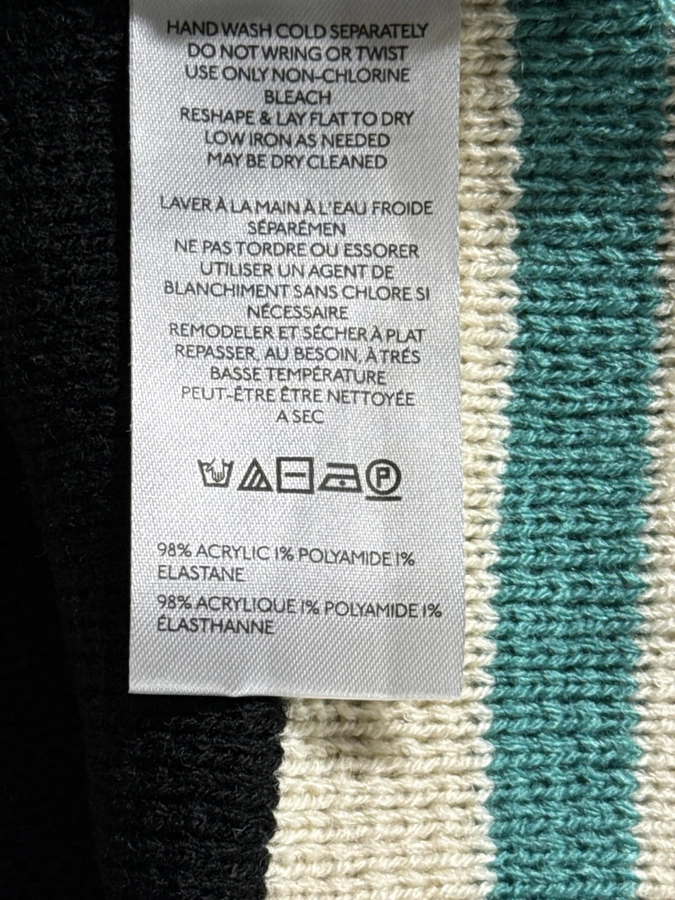 HAND WASH COLD SEPARATELY
DO NOT WRING OR TWIST
USE ONLY NON-CHLORINE
BLEACH
RESHAPE & LAY FLAT TO DRY
LOW IRON AS NEEDED
MAY BE DRY CLEANED
LAVER À LA MAIN À L'EAU FROIDE
SÉPARÉMEN
NE PAS TORDRE OU ESSORER
UTILISER UN AGENT DE
BLANCHIMENT SANS CHLORE SI
NÉCESSAIRE
REMODELER ET SÉCHER À PLAT
REPASSER, AU BESOIN, À TRÉS
BASSE TEMPÉRATURE
PEUT-ÊTRE ÊTRE NETTOYÉE
A SEC
P
98% ACRYLIC 1% POLYAMIDE 1%
ELASTANE
98% ACRYLIQUE 1% POLYAMIDE 1%
ÉLASTHANNE